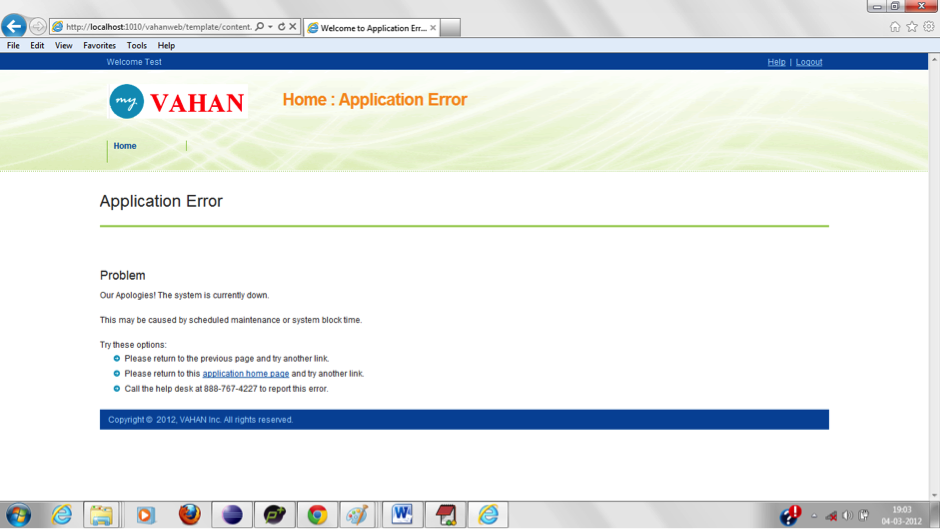 http://localhost:1010/vahanweb/template/content.
Welcome to Application Err...
File Edit View Favorites Tools Help
Welcome Test
Help | Logout
my VAHAN
Home : Application Error
Home
Application Error
Problem
Our Apologies! The system is currently down.
This may be caused by scheduled maintenance or system block time.
Try these options:
Please return to the previous page and try another link.
Please return to this application home page and try another link.
Call the help desk at 888-767-4227 to report this error.
Copyright © 2012, VAHAN Inc. All rights reserved.
19:03
04-03-2012